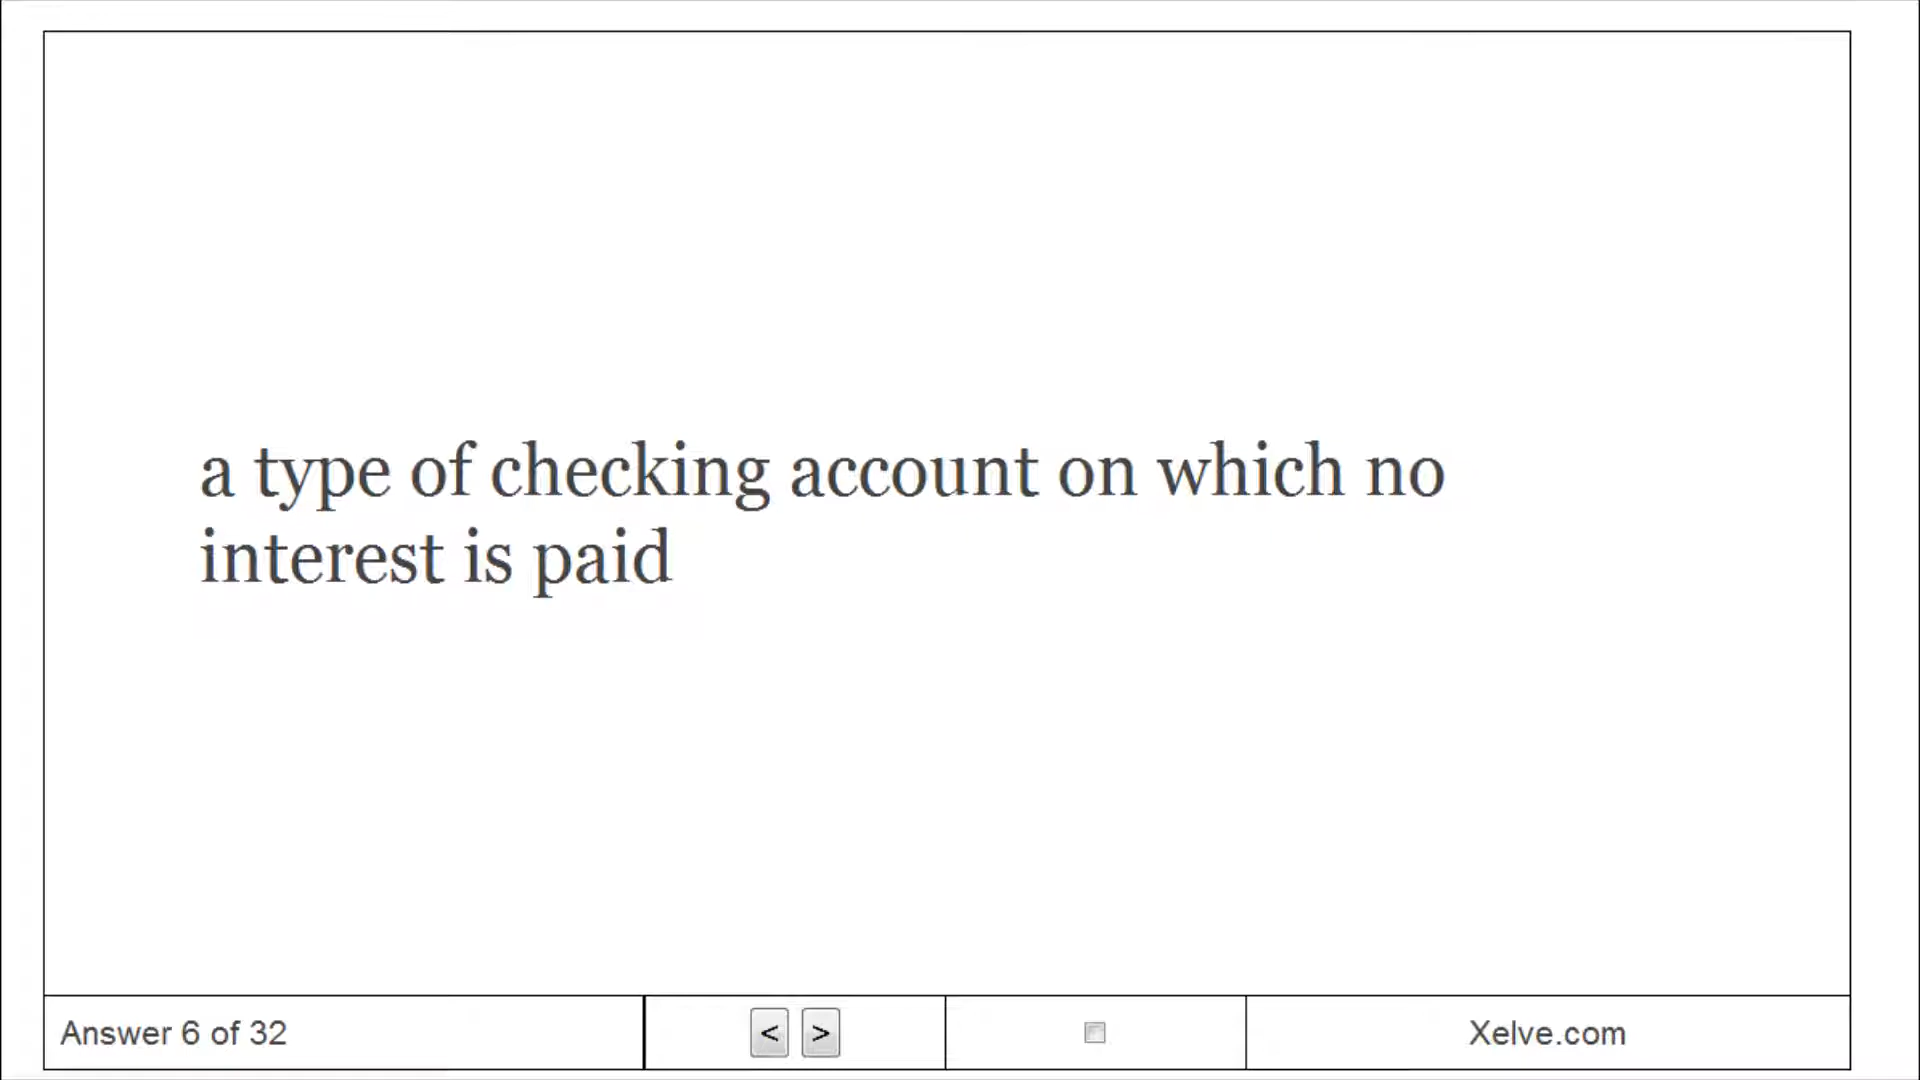 a type of checking account on which no
interest is paid
Answer 6 of 32
< >
Xelve.com